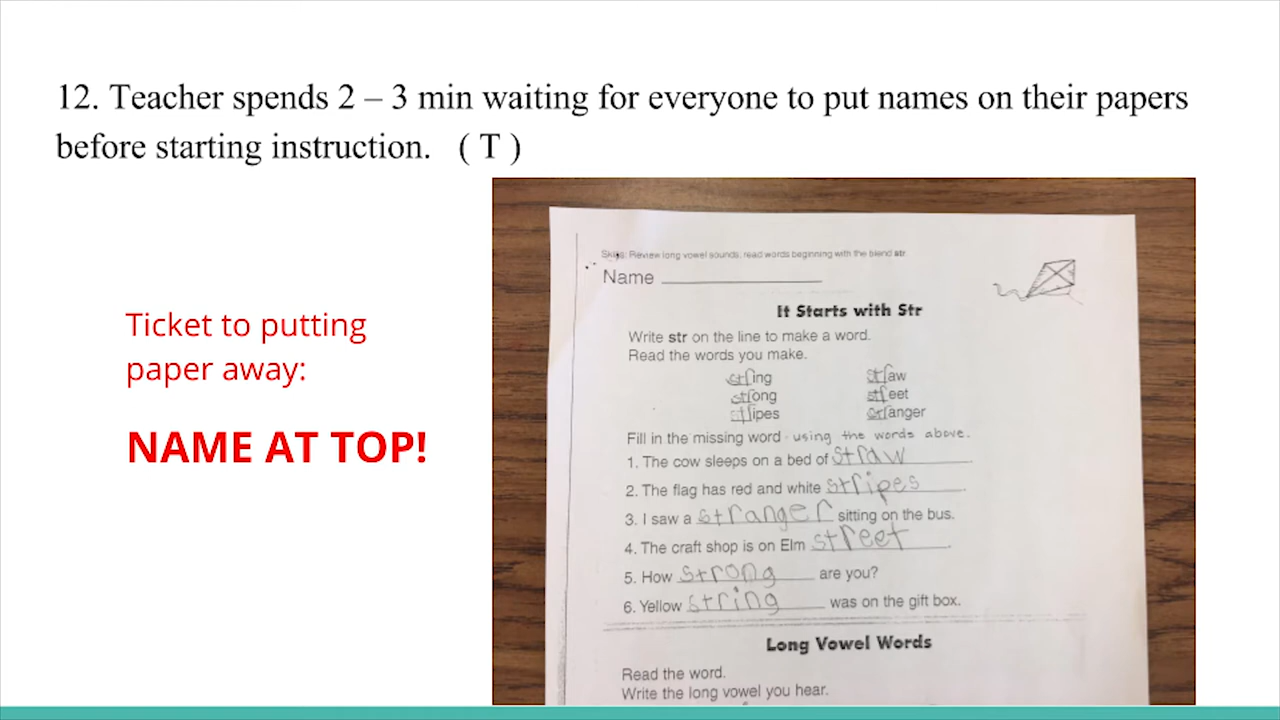 12. Teacher spends 2 – 3 min waiting for everyone to put names on their papers
before starting instruction. ( T )
Ticket to putting
paper away:
NAME AT TOP!
Skills: Review long vowel sounds, read words beginning with the blend str
Name
It Starts with Str
Write str on the line to make a word.
Read the words you make.
string straw
strong street
stripes stranger
Fill in the missing word using the words above.
1. The cow sleeps on a bed of straw.
2. The flag has red and white stripes.
3. I saw a stranger sitting on the bus.
4. The craft shop is on Elm street.
5. How strong are you?
6. Yellow string was on the gift box.
Long Vowel Words
Read the word.
Write the long vowel you hear.